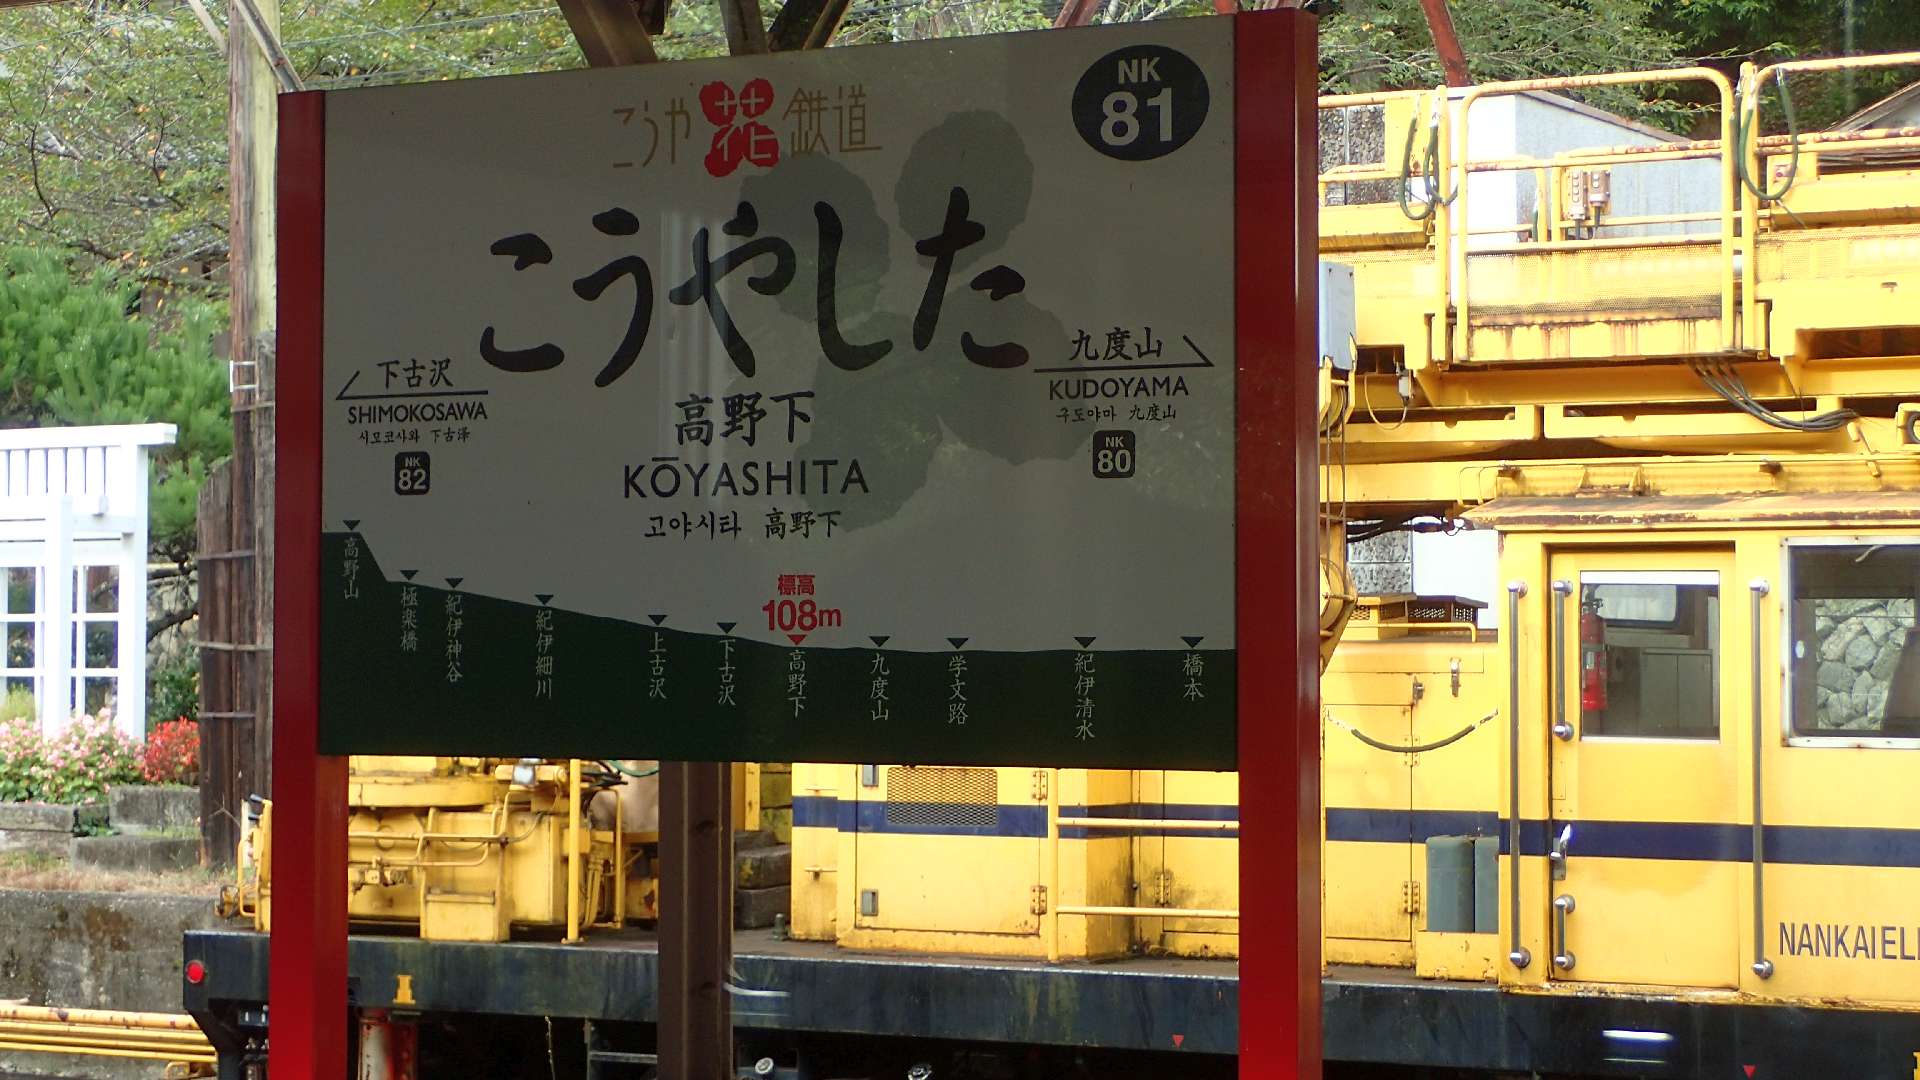 こうや花鉄道
NK
81
こうやした
高野下
KŌYASHITA
고야시타 高野下
下古沢
SHIMOKOSAWA
시모코사와 下古泽
NK
82
九度山
KUDOYAMA
구도야마 九度山
NK
80
標高
108m
高野山
極楽橋
紀伊神谷
紀伊細川
上古沢
下古沢
高野下
九度山
学文路
紀伊清水
橋本
NANKAIEL